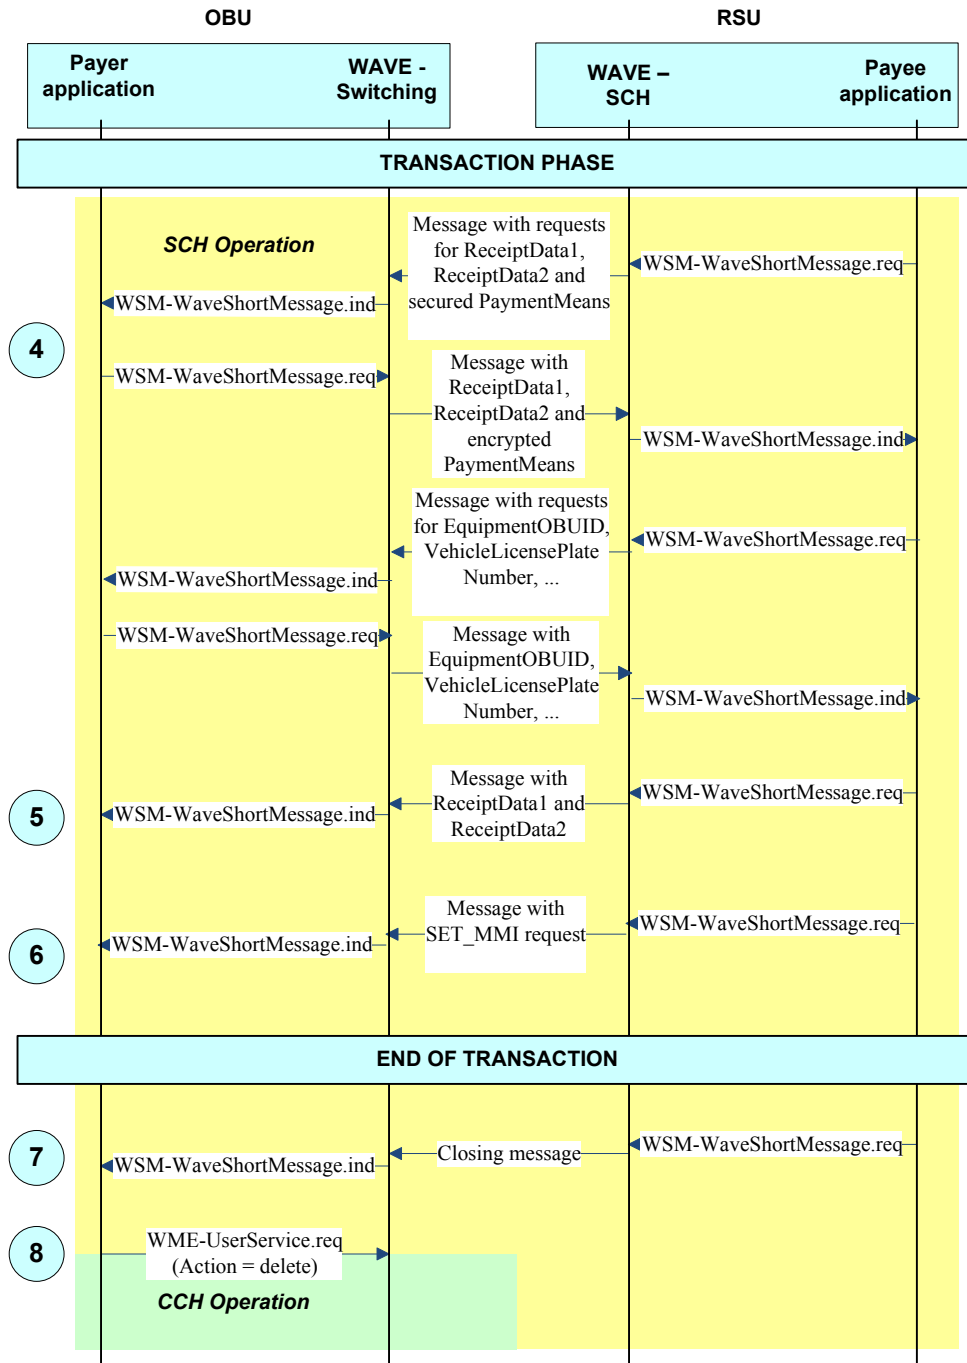 OBU
RSU
Payer
application
WAVE -
Switching
WAVE –
SCH
Payee
application
TRANSACTION PHASE
SCH Operation
Message with requests
for ReceiptData1,
ReceiptData2 and
secured PaymentMeans
WSM-WaveShortMessage.req
WSM-WaveShortMessage.ind
4
WSM-WaveShortMessage.req
Message with
ReceiptData1,
ReceiptData2 and
encrypted
PaymentMeans
WSM-WaveShortMessage.ind
Message with requests
for EquipmentOBUID,
VehicleLicensePlate
Number, ...
WSM-WaveShortMessage.req
WSM-WaveShortMessage.ind
WSM-WaveShortMessage.req
Message with
EquipmentOBUID,
VehicleLicensePlate
Number, ...
WSM-WaveShortMessage.ind
5
Message with
ReceiptData1 and
ReceiptData2
WSM-WaveShortMessage.req
WSM-WaveShortMessage.ind
6
Message with
SET_MMI request
WSM-WaveShortMessage.req
WSM-WaveShortMessage.ind
END OF TRANSACTION
7
WSM-WaveShortMessage.req
Closing message
WSM-WaveShortMessage.ind
8
WME-UserService.req
(Action = delete)
CCH Operation